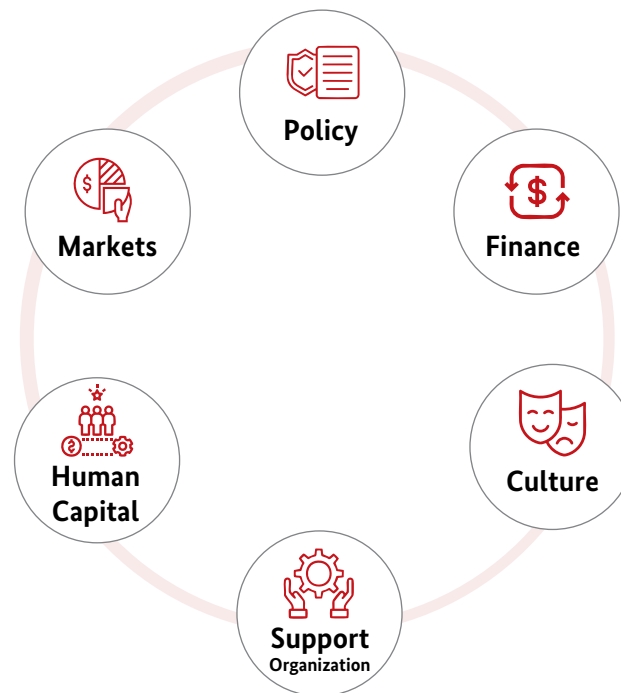 Policy
Finance
Culture
Support
Organization
Human
Capital
Markets
$
$